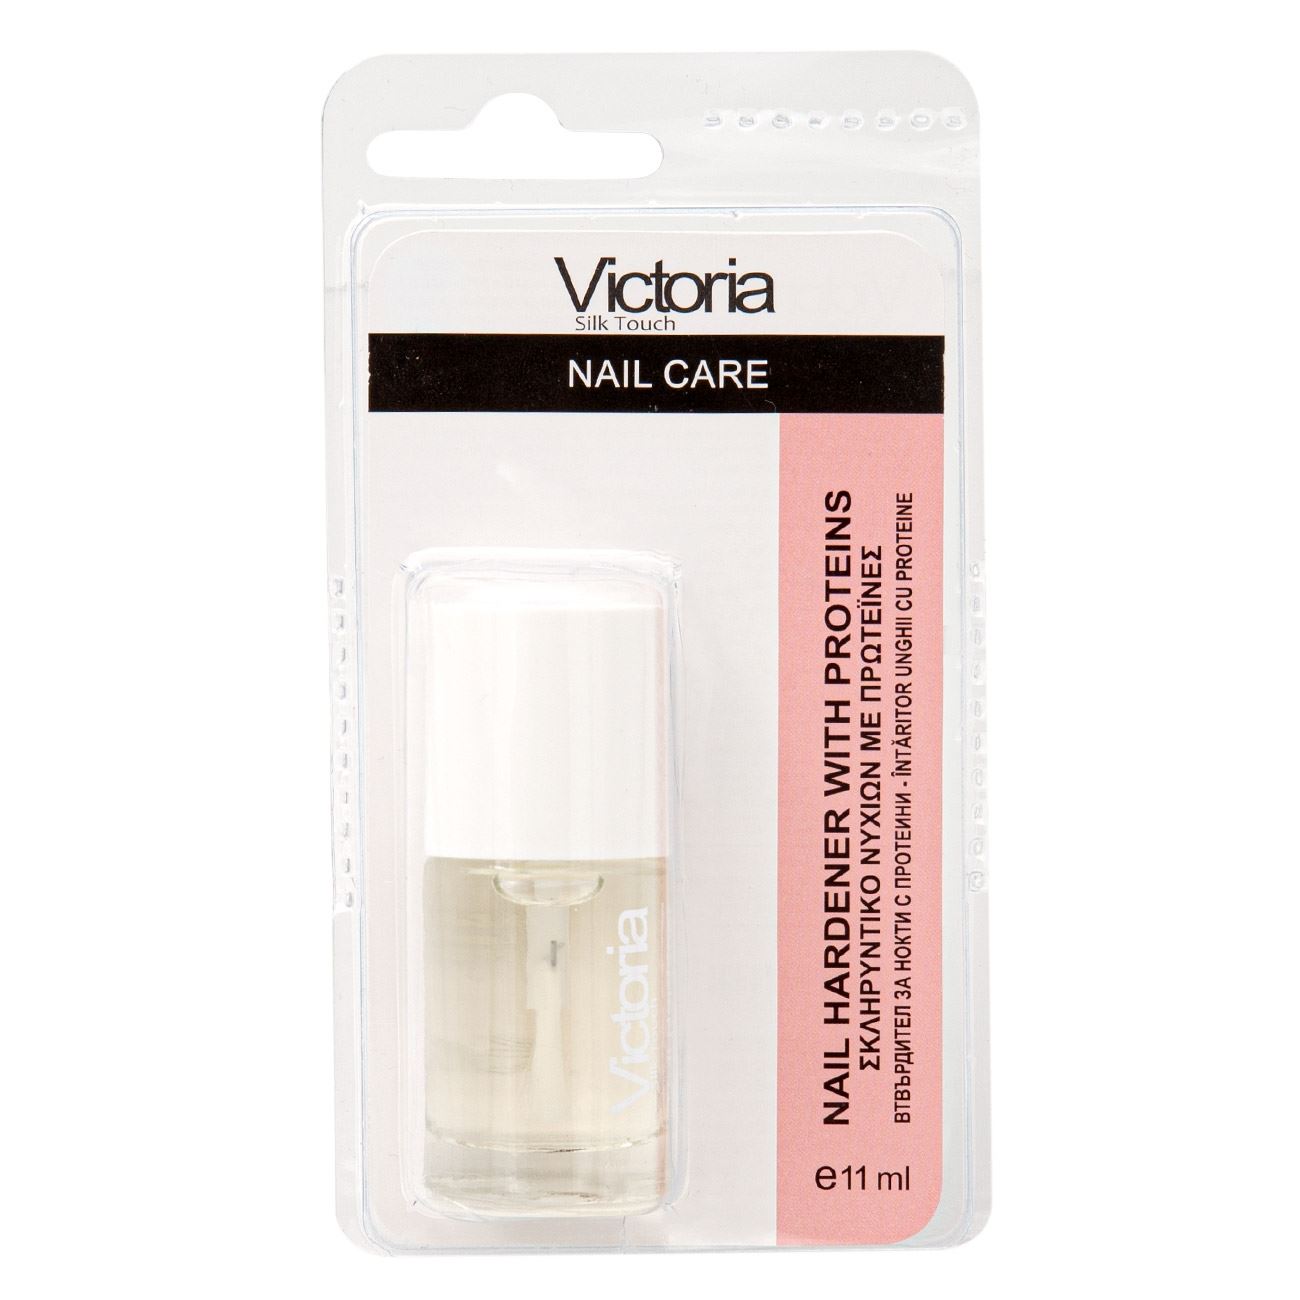 Victoria
Silk Touch
NAIL CARE
NAIL HARDENER WITH PROTEINS
ΣΚΛΗΡΥΝΤΙΚΟ ΝΥΧΙΩΝ ΜΕ ΠΡΩΤΕΪΝΕΣ
ВТВЪРДИТЕЛ ЗА НОКТИ С ПРОТЕИНИ - ÎNTĂRITOR UNGHII CU PROTEINE
e11 ml
Victoria